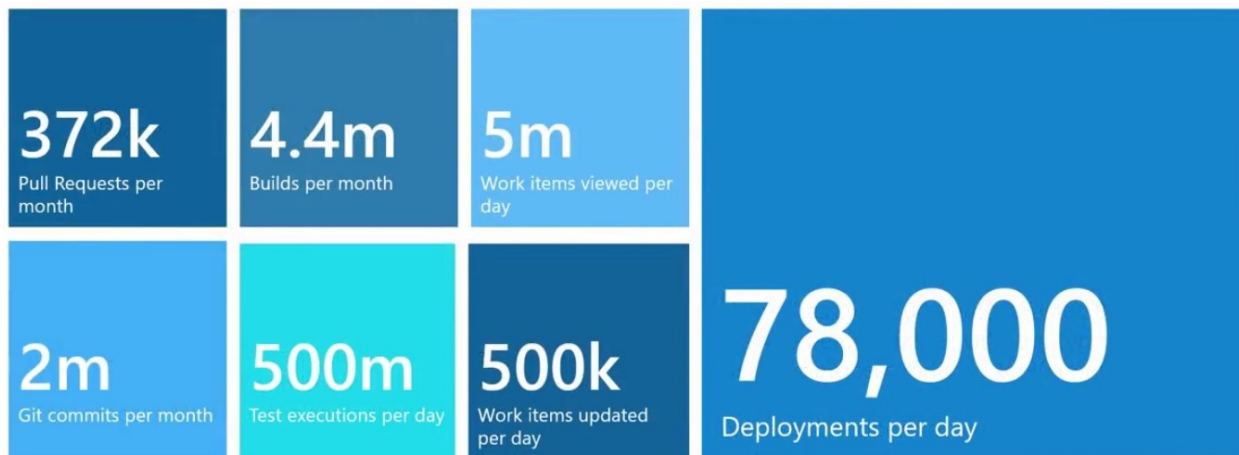 372k
Pull Requests per
month
4.4m
Builds per month
5m
Work items viewed per
day
2m
Git commits per month
500m
Test executions per day
500k
Work items updated
per day
78,000
Deployments per day